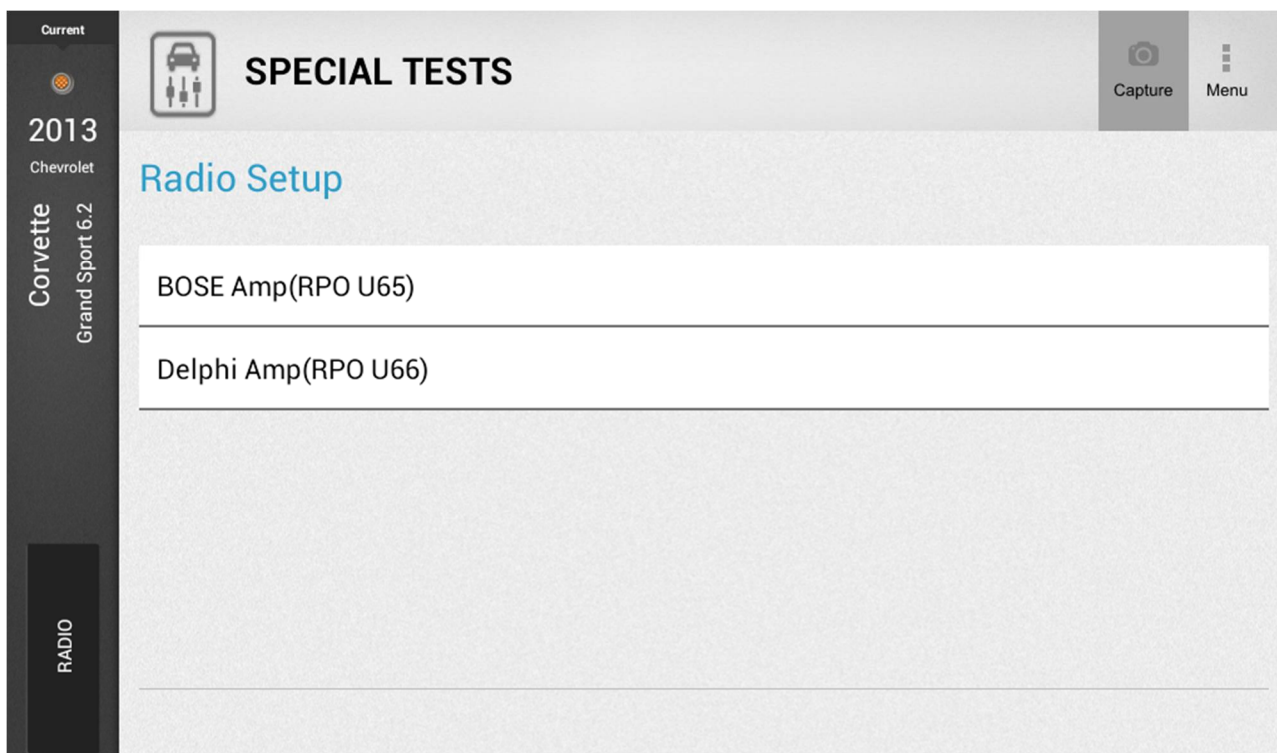 Current
2013
Chevrolet
Corvette
Grand Sport 6.2
RADIO
SPECIAL TESTS
Capture
Menu
Radio Setup
BOSE Amp(RPO U65)
Delphi Amp(RPO U66)